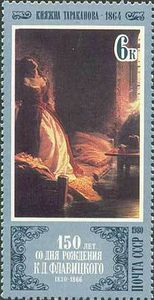 КНЯЖНА ТАРАКАНОВА · 1864
6к
ПОЧТА СССР
1980
150 ЛЕТ
СО ДНЯ РОЖДЕНИЯ
К.Д. ФЛАВИЦКОГО
1830-1866